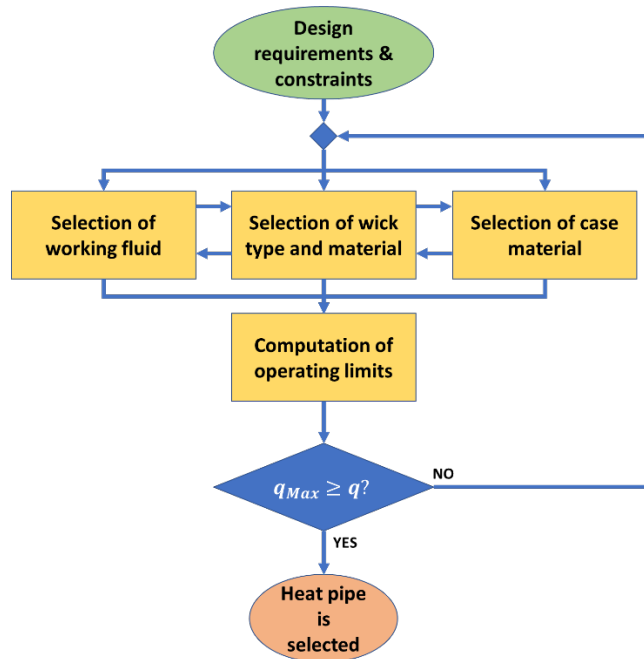 Design
requirements &
constraints
Selection of
working fluid
Selection of wick
type and material
Selection of case
material
Computation of
operating limits
q_Max ≥ q?
NO
YES
Heat pipe
is
selected